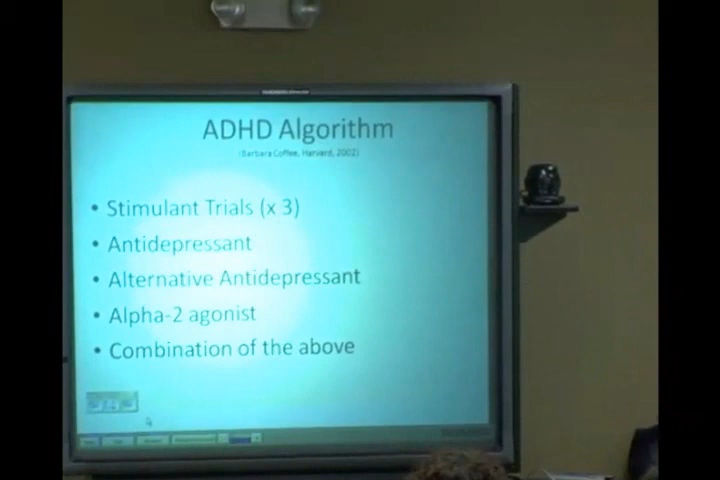 ADHD Algorithm
(Barbara Coffee, Harvard, 2002)
• Stimulant Trials (x 3)
• Antidepressant
• Alternative Antidepressant
• Alpha-2 agonist
• Combination of the above